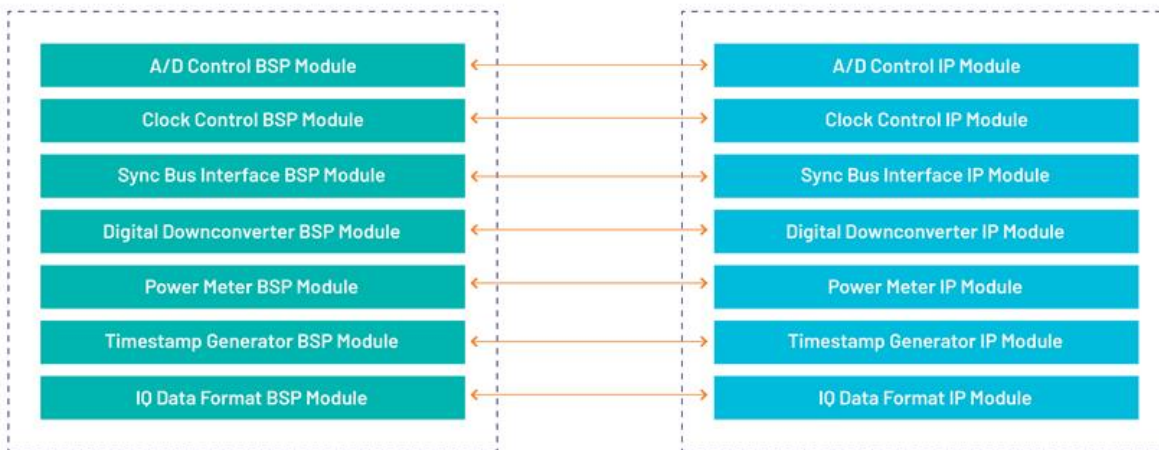 A/D Control BSP Module
Clock Control BSP Module
Sync Bus Interface BSP Module
Digital Downconverter BSP Module
Power Meter BSP Module
Timestamp Generator BSP Module
IQ Data Format BSP Module
A/D Control IP Module
Clock Control IP Module
Sync Bus Interface IP Module
Digital Downconverter IP Module
Power Meter IP Module
Timestamp Generator IP Module
IQ Data Format IP Module